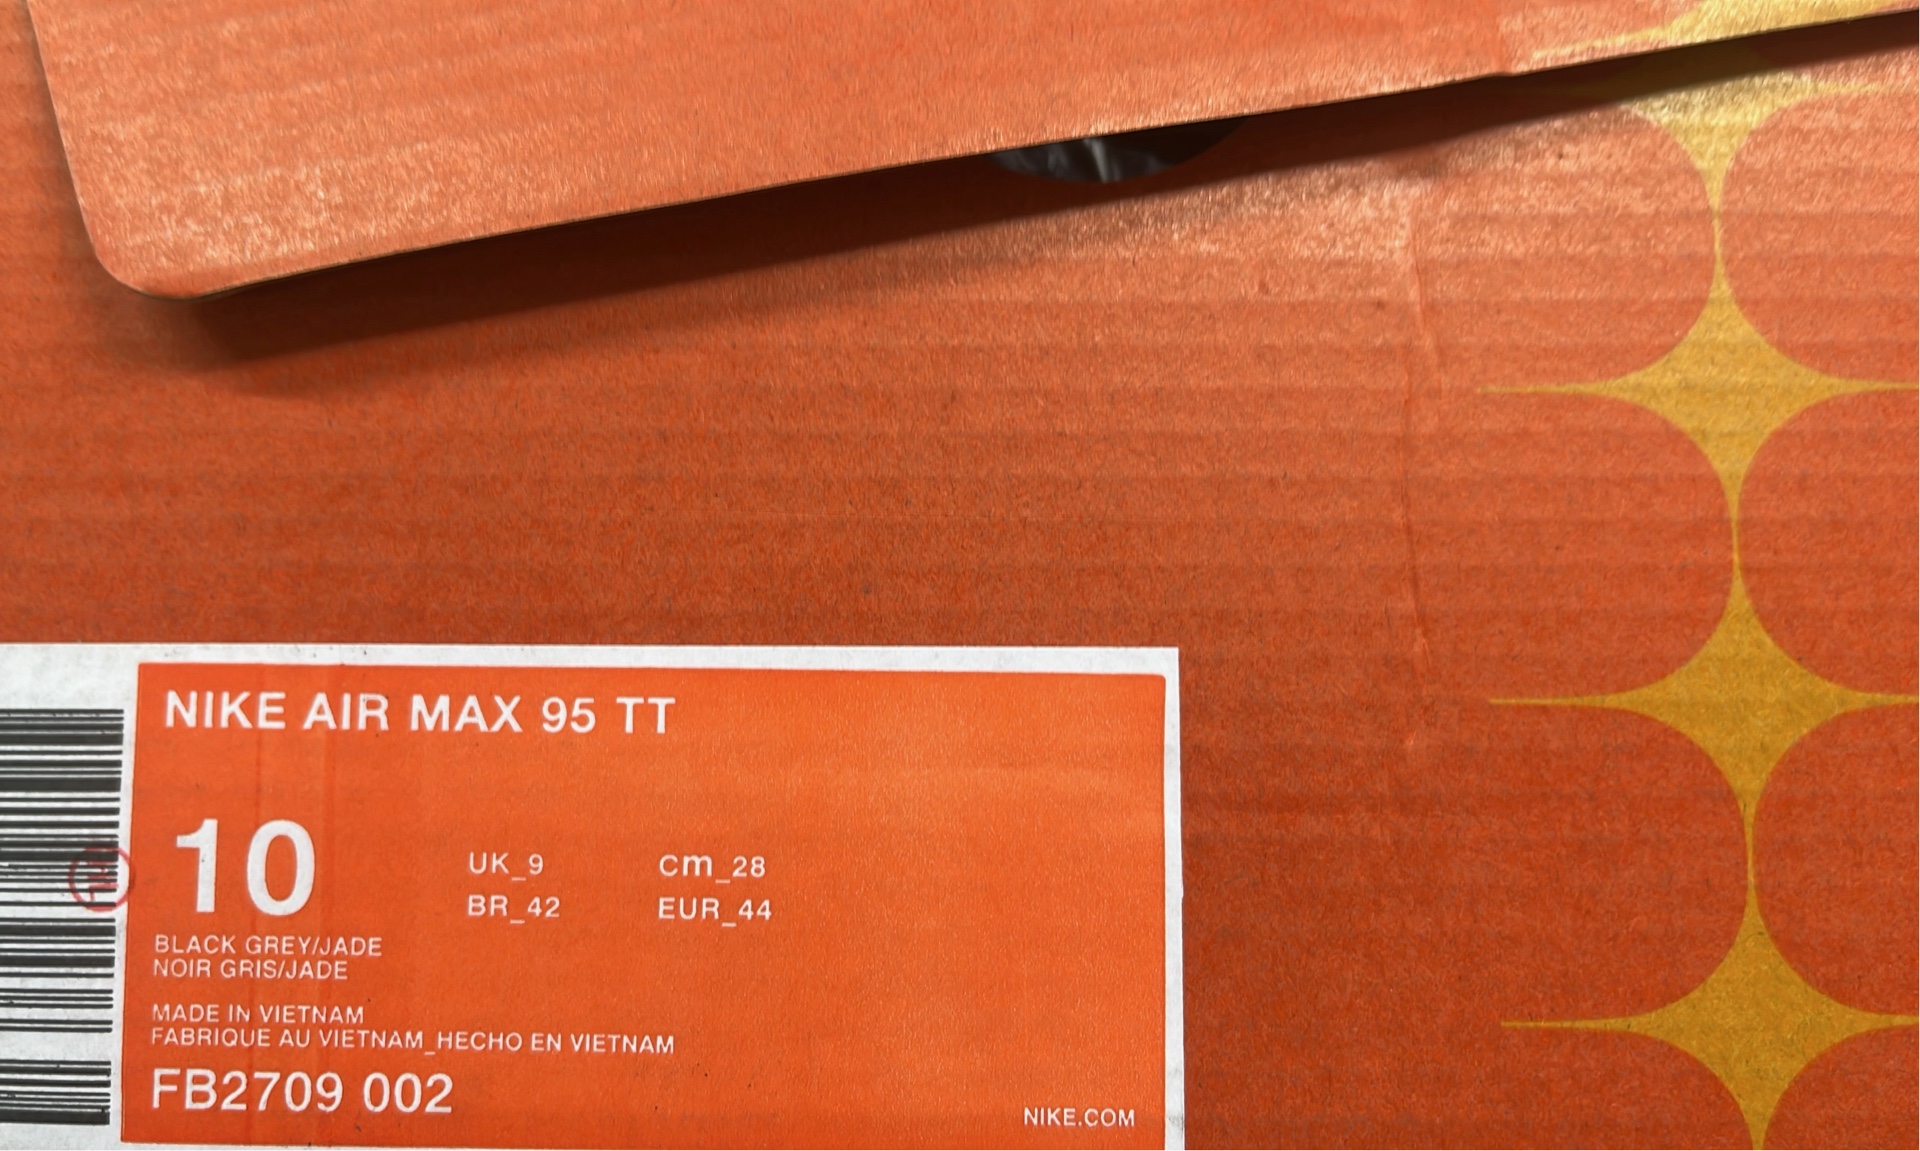 NIKE AIR MAX 95 TT
10
UK_9 cm_28
BR_42 EUR_44
BLACK GREY/JADE
NOIR GRIS/JADE
MADE IN VIETNAM
FABRIQUE AU VIETNAM_HECHO EN VIETNAM
FB2709 002
NIKE.COM